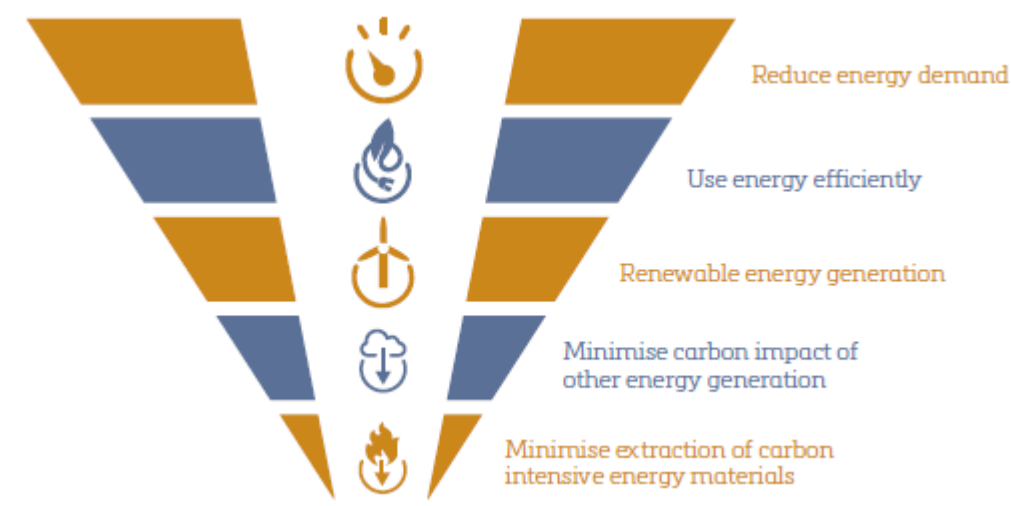 Reduce energy demand
Use energy efficiently
Renewable energy generation
Minimise carbon impact of
other energy generation
Minimise extraction of carbon
intensive energy materials